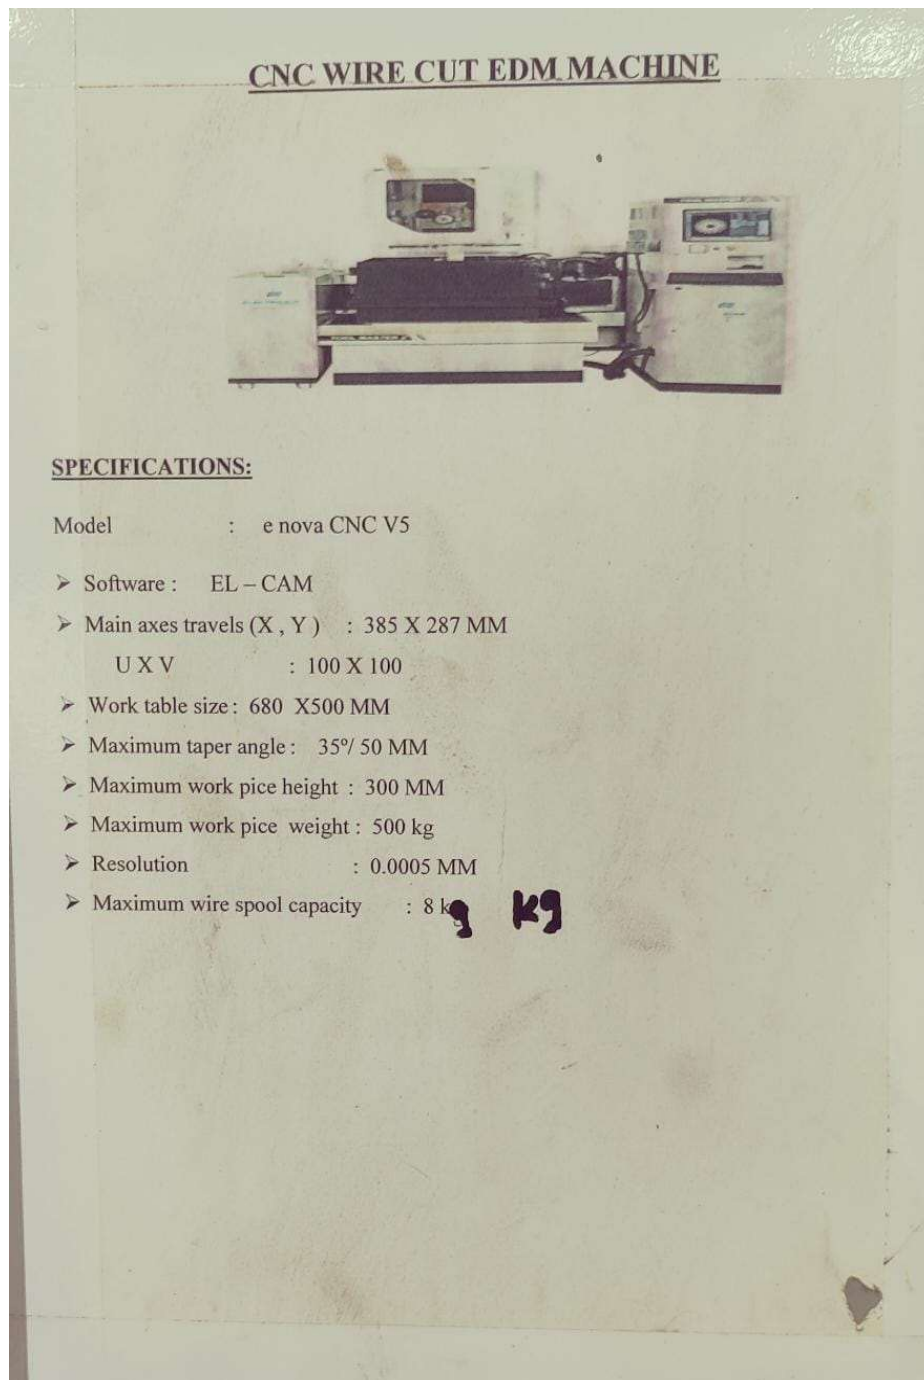 CNC WIRE CUT EDM MACHINE
SPECIFICATIONS:
Model : e nova CNC V5
➤ Software : EL – CAM
➤ Main axes travels (X , Y ) : 385 X 287 MM
U X V : 100 X 100
➤ Work table size : 680 X500 MM
➤ Maximum taper angle : 35º/ 50 MM
➤ Maximum work pice height : 300 MM
➤ Maximum work pice weight : 500 kg
➤ Resolution : 0.0005 MM
➤ Maximum wire spool capacity : 8 kg kg